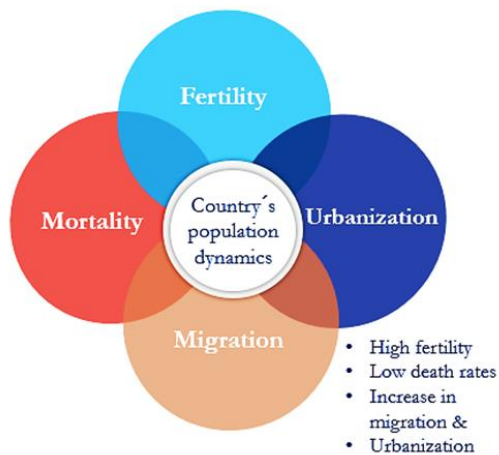 Fertility
Mortality
Country´s
population
dynamics
Urbanization
Migration
• High fertility
• Low death rates
• Increase in
migration &
• Urbanization